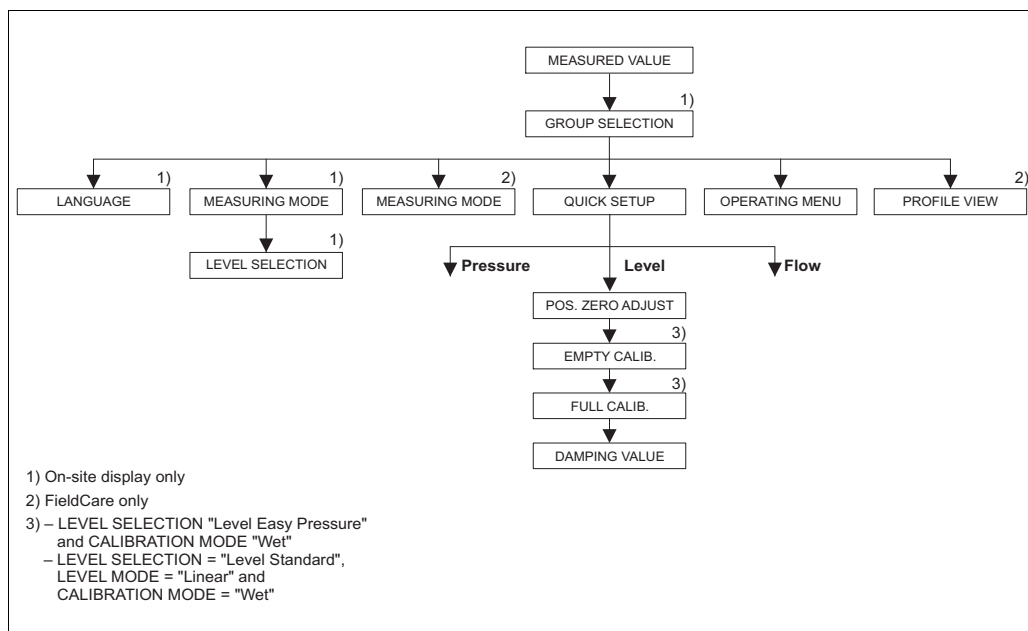 MEASURED VALUE
1)
GROUP SELECTION
1)
LANGUAGE
1)
MEASURING MODE
2)
MEASURING MODE
QUICK SETUP
OPERATING MENU
2)
PROFILE VIEW
1)
LEVEL SELECTION
Pressure
Level
Flow
POS. ZERO ADJUST
3)
EMPTY CALIB.
3)
FULL CALIB.
DAMPING VALUE
1) On-site display only
2) FieldCare only
3) – LEVEL SELECTION "Level Easy Pressure"
and CALIBRATION MODE "Wet"
– LEVEL SELECTION = "Level Standard",
LEVEL MODE = "Linear" and
CALIBRATION MODE = "Wet"